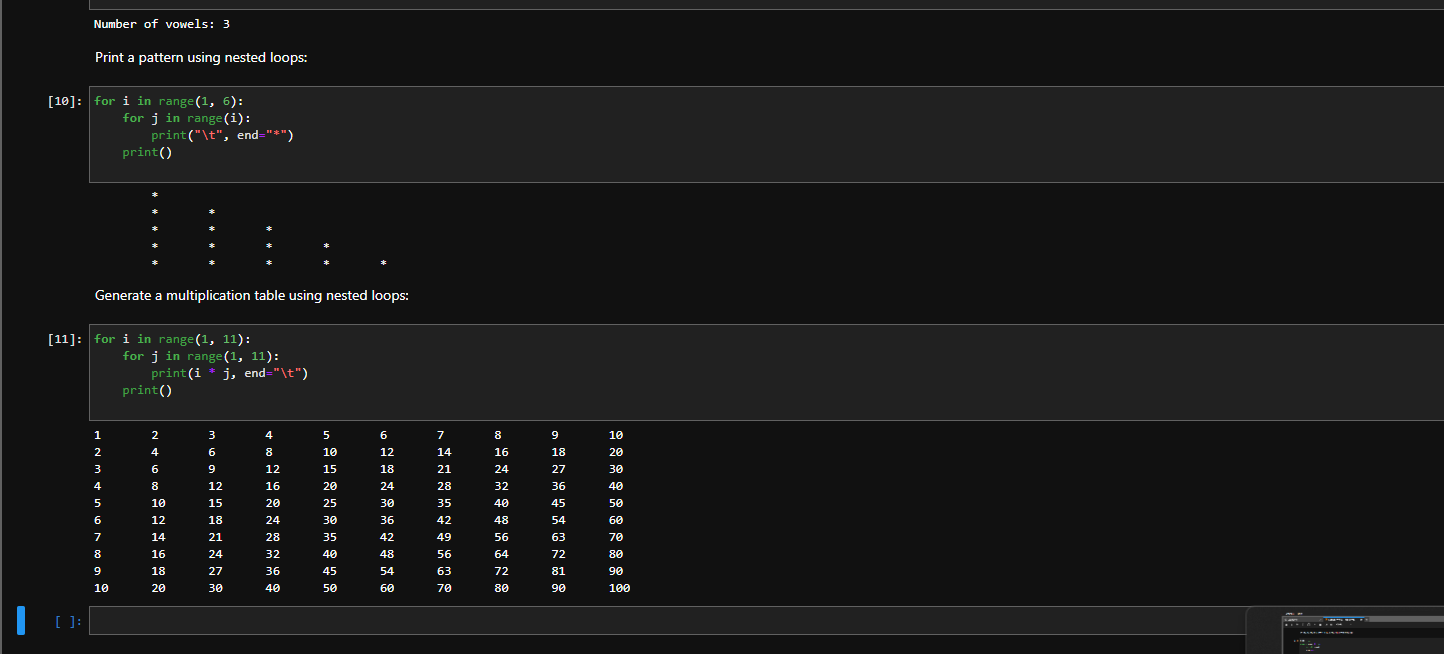 Number of vowels: 3
Print a pattern using nested loops:
[10]: for i in range(1, 6):
    for j in range(i):
        print("\t", end="*")
    print()
*
* *
* * *
* * * *
* * * * *
Generate a multiplication table using nested loops:
[11]: for i in range(1, 11):
    for j in range(1, 11):
        print(i * j, end="\t")
    print()
1 2 3 4 5 6 7 8 9 10
2 4 6 8 10 12 14 16 18 20
3 6 9 12 15 18 21 24 27 30
4 8 12 16 20 24 28 32 36 40
5 10 15 20 25 30 35 40 45 50
6 12 18 24 30 36 42 48 54 60
7 14 21 28 35 42 49 56 63 70
8 16 24 32 40 48 56 64 72 80
9 18 27 36 45 54 63 72 81 90
10 20 30 40 50 60 70 80 90 100
[ ]: